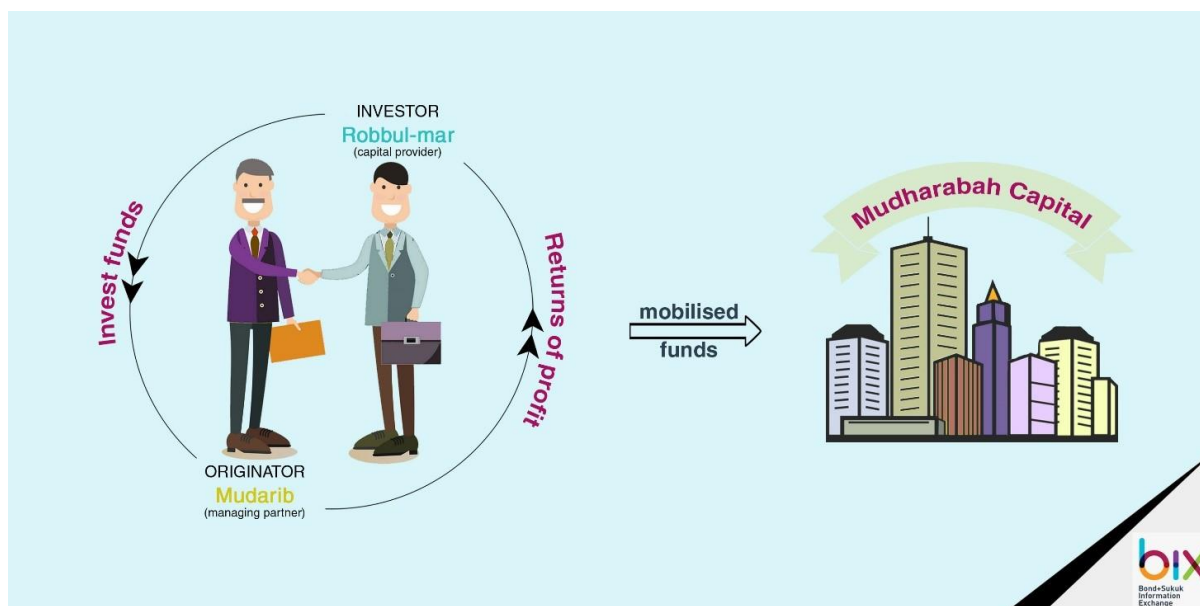 INVESTOR
Robbul-mar
(capital provider)
Invest funds
Returns of profit
ORIGINATOR
Mudarib
(managing partner)
mobilised
funds
Mudharabah Capital
bix
Bond+Sukuk
Information
Exchange